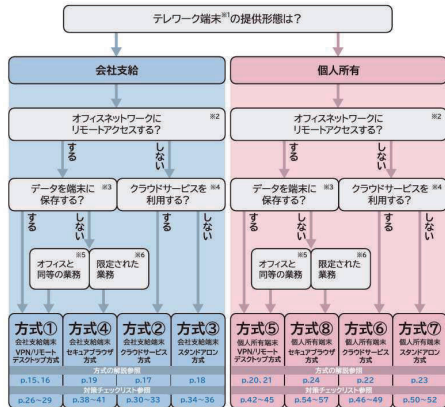 テレワーク端末※1の提供形態は？
会社支給
個人所有
オフィスネットワークに※2
リモートアクセスする？
オフィスネットワークに※2
リモートアクセスする？
する
しない
する
しない
データを端末に※3
保存する？
クラウドサービスを※4
利用する？
データを端末に※3
保存する？
クラウドサービスを※4
利用する？
する
しない
する
しない
する
しない
する
しない
オフィスと※5
同等の業務
限定された※6
業務
オフィスと※5
同等の業務
限定された※6
業務
方式① 方式④ 方式② 方式③ 方式⑤ 方式⑧ 方式⑥ 方式⑦
会社支給端末 会社支給端末 会社支給端末 会社支給端末 個人所有端末 個人所有端末 個人所有端末 個人所有端末
VPN/リモート セキュアブラウザ クラウドサービス スタンドアロン VPN/リモート セキュアブラウザ クラウドサービス スタンドアロン
デスクトップ方式 方式 方式 方式 デスクトップ方式 方式 方式 方式
方式の解説参照 方式の解説参照
p.15,16 p.19 p.17 p.18 p.20,21 p.24 p.22 p.23
対策チェックリスト参照 対策チェックリスト参照
p.26~29 p.38~41 p.30~33 p.34~36 p.42~45 p.54~57 p.46~49 p.50~52